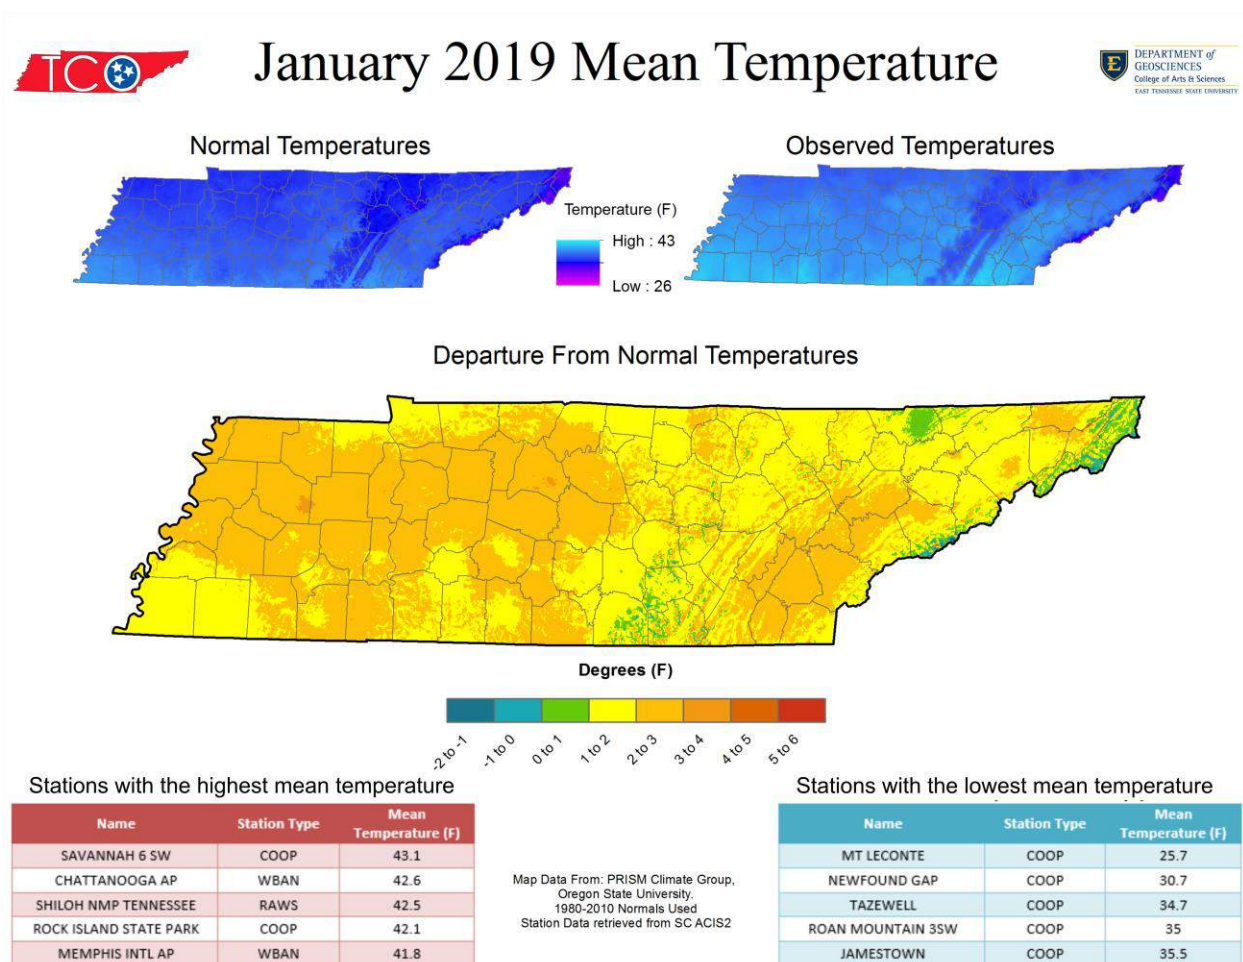 TCO
January 2019 Mean Temperature
E
DEPARTMENT of
GEOSCIENCES
College of Arts & Sciences
EAST TENNESSEE STATE UNIVERSITY
Normal Temperatures
Observed Temperatures
Temperature (F)
High : 43
Low : 26
Departure From Normal Temperatures
Degrees (F)
-2 to -1
-1 to 0
0 to 1
1 to 2
2 to 3
3 to 4
4 to 5
5 to 6
Stations with the highest mean temperature
Name Station Type Mean
Temperature (F)
SAVANNAH 6 SW COOP 43.1
CHATTANOOGA AP WBAN 42.6
SHILOH NMP TENNESSEE RAWS 42.5
ROCK ISLAND STATE PARK COOP 42.1
MEMPHIS INTL AP WBAN 41.8
Map Data From: PRISM Climate Group,
Oregon State University.
1980-2010 Normals Used
Station Data retrieved from SC ACIS2
Stations with the lowest mean temperature
Name Station Type Mean
Temperature (F)
MT LECONTE COOP 25.7
NEWFOUND GAP COOP 30.7
TAZEWELL COOP 34.7
ROAN MOUNTAIN 3SW COOP 35
JAMESTOWN COOP 35.5